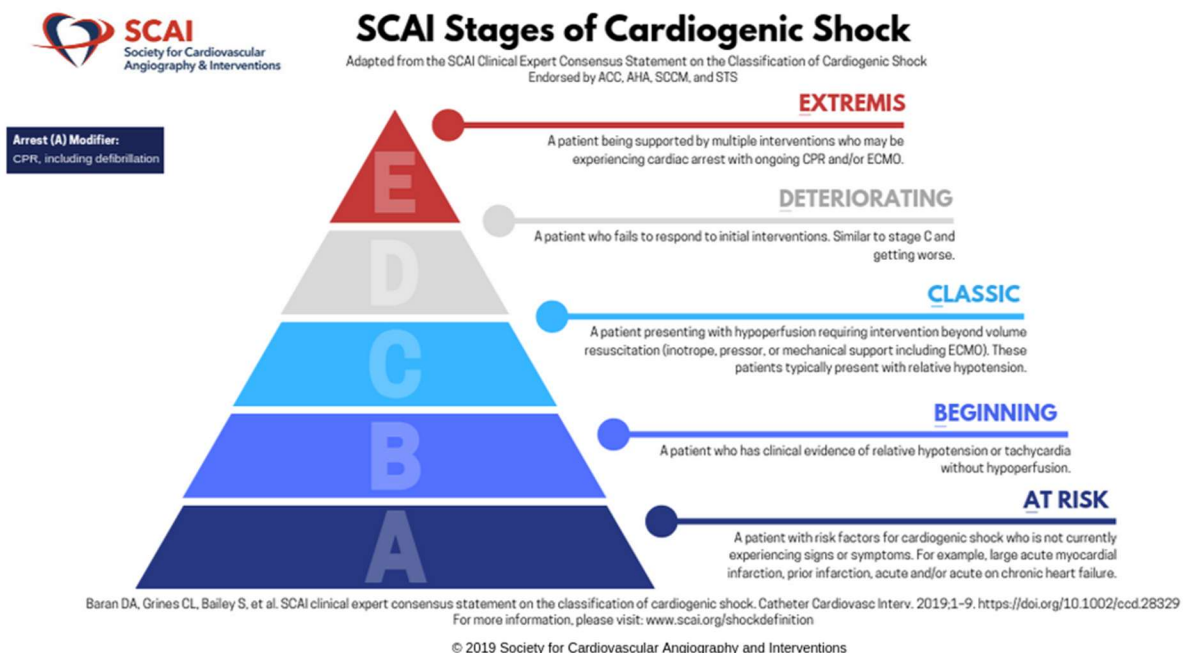 SCAI
Society for Cardiovascular
Angiography & Interventions
SCAI Stages of Cardiogenic Shock
Adapted from the SCAI Clinical Expert Consensus Statement on the Classification of Cardiogenic Shock
Endorsed by ACC, AHA, SCCM, and STS
Arrest (A) Modifier:
CPR, including defibrillation
E
EXTREMIS
A patient being supported by multiple interventions who may be
experiencing cardiac arrest with ongoing CPR and/or ECMO.
D
DETERIORATING
A patient who fails to respond to initial interventions. Similar to stage C and
getting worse.
C
CLASSIC
A patient presenting with hypoperfusion requiring intervention beyond volume
resuscitation (inotrope, pressor, or mechanical support including ECMO). These
patients typically present with relative hypotension.
B
BEGINNING
A patient who has clinical evidence of relative hypotension or tachycardia
without hypoperfusion.
A
AT RISK
A patient with risk factors for cardiogenic shock who is not currently
experiencing signs or symptoms. For example, large acute myocardial
infarction, prior infarction, acute and/or acute on chronic heart failure.
Baran DA, Grines CL, Bailey S, et al. SCAI clinical expert consensus statement on the classification of cardiogenic shock. Catheter Cardiovasc Interv. 2019;1–9. https://doi.org/10.1002/ccd.28329
For more information, please visit: www.scai.org/shockdefinition
© 2019 Society for Cardiovascular Angiography and Interventions